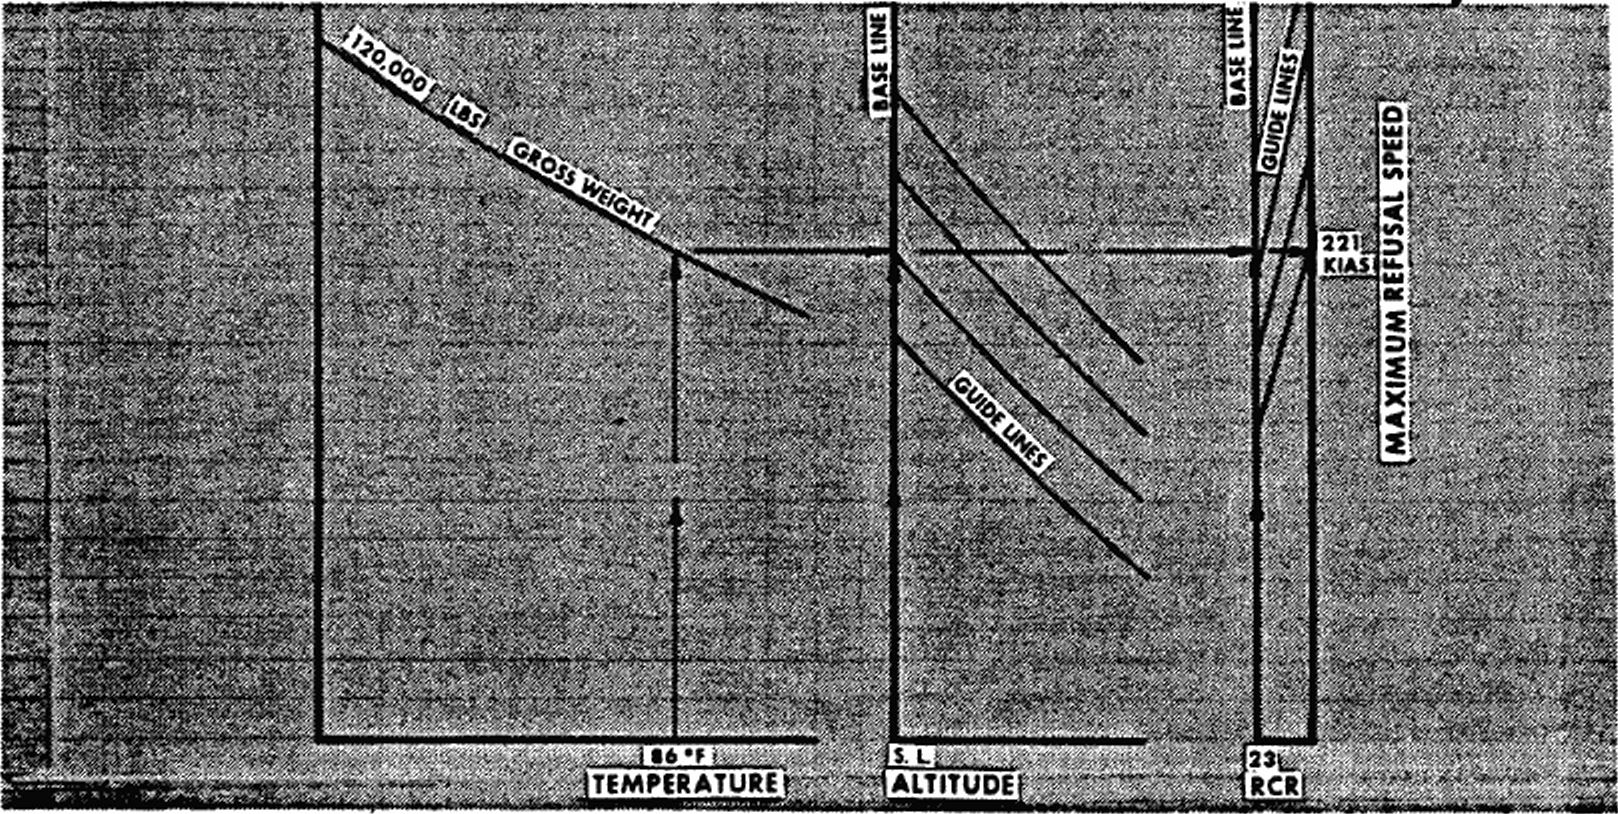 120,000 LBS GROSS WEIGHT
BASE LINE
GUIDE LINES
BASE LINE
GUIDE LINES
221
KIAS
MAXIMUM REFUSAL SPEED
86 °F
TEMPERATURE
S. L.
ALTITUDE
23
RCR